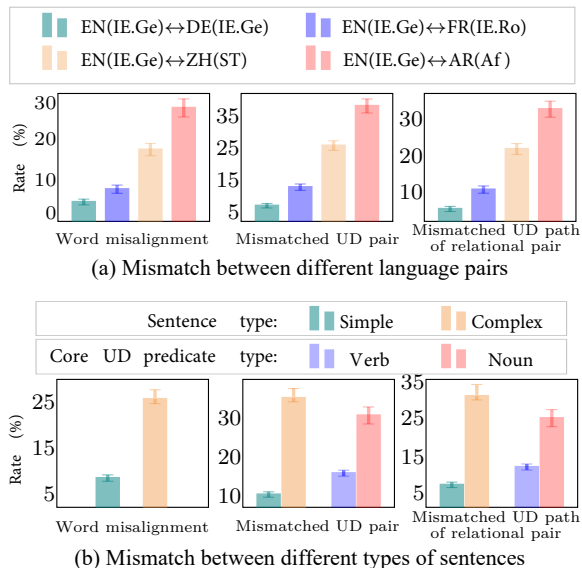 EN(IE.Ge)↔DE(IE.Ge) EN(IE.Ge)↔FR(IE.Ro)
EN(IE.Ge)↔ZH(ST) EN(IE.Ge)↔AR(Af)
Rate (%)
30
20
10
0
Word misalignment
35
25
15
5
Mismatched UD pair
30
20
10
Mismatched UD path
of relational pair
(a) Mismatch between different language pairs
Sentence type: Simple Complex
Core UD predicate type: Verb Noun
Rate (%)
25
15
5
Word misalignment
30
20
10
Mismatched UD pair
35
25
15
5
Mismatched UD path
of relational pair
(b) Mismatch between different types of sentences